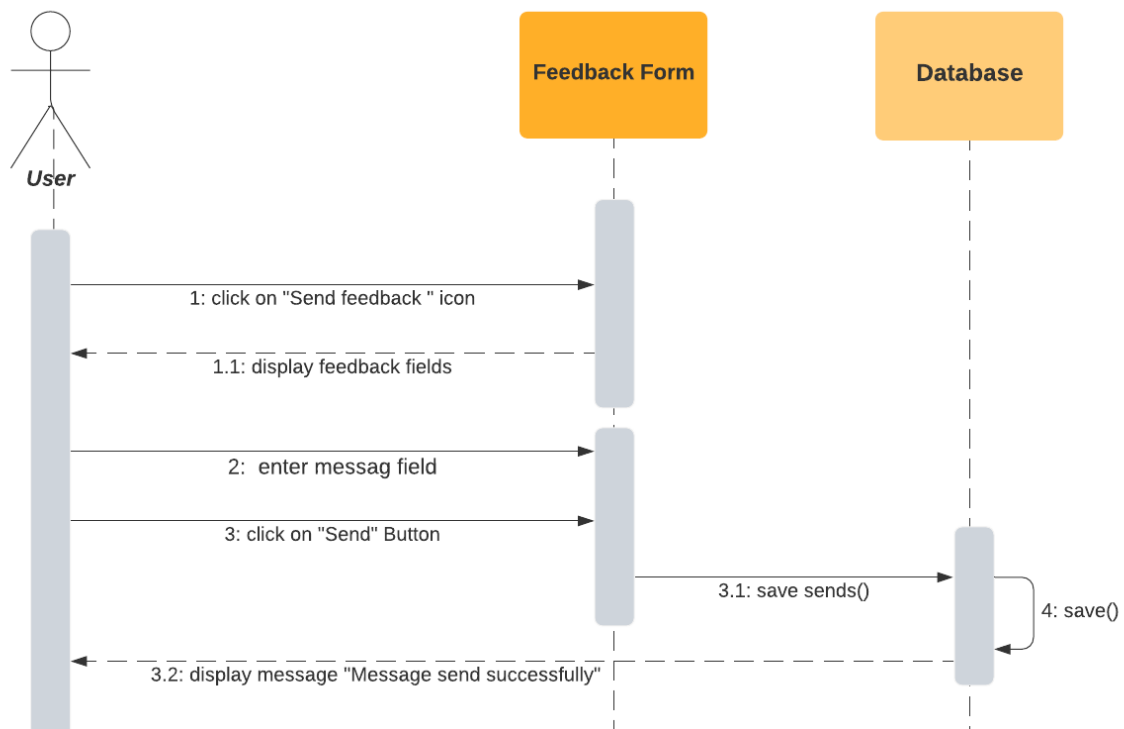 Feedback Form
Database
User
1: click on "Send feedback " icon
1.1: display feedback fields
2:  enter messag field
3: click on "Send" Button
3.1: save sends()
4: save()
3.2: display message "Message send successfully"